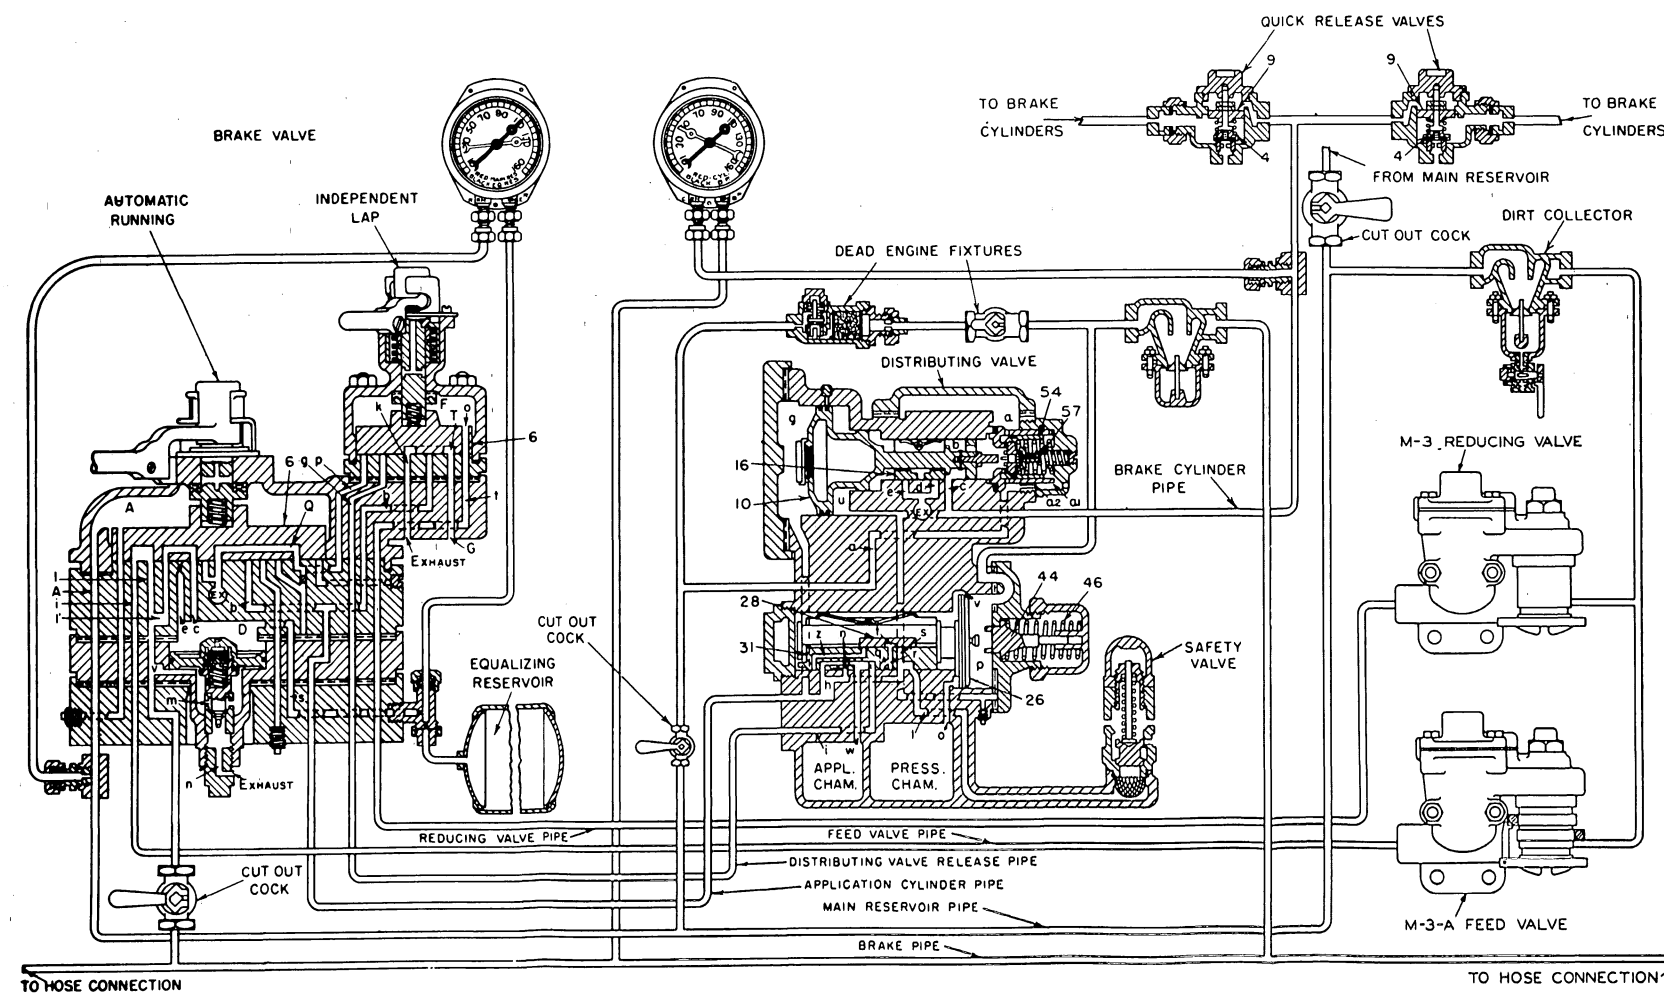 QUICK RELEASE VALVES
9
9
TO BRAKE
CYLINDERS
TO BRAKE
CYLINDERS
4
4
BRAKE VALVE
FROM MAIN RESERVOIR
AUTOMATIC
RUNNING
INDEPENDENT
LAP
DIRT COLLECTOR
CUT OUT COCK
DEAD ENGINE FIXTURES
DISTRIBUTING VALVE
F
k
T
o
6
g
a
54
57
b
M-3 REDUCING VALVE
6
g
p
16
BRAKE CYLINDER
PIPE
A
Q
10
u
e
d
c
EX
a2
a1
t
G
EXHAUST
a
I
A
i
EX
b
e
c
D
28
v
44
46
CUT OUT
COCK
31
z
n
s
r
p
SAFETY
VALVE
EQUALIZING
RESERVOIR
v
m
s
h
26
l
o
i
w
n
EXHAUST
APPL.
CHAM.
PRESS.
CHAM.
REDUCING VALVE PIPE
FEED VALVE PIPE
DISTRIBUTING VALVE RELEASE PIPE
CUT OUT
COCK
APPLICATION CYLINDER PIPE
MAIN RESERVOIR PIPE
M-3-A FEED VALVE
BRAKE PIPE
TO HOSE CONNECTION
TO HOSE CONNECTION